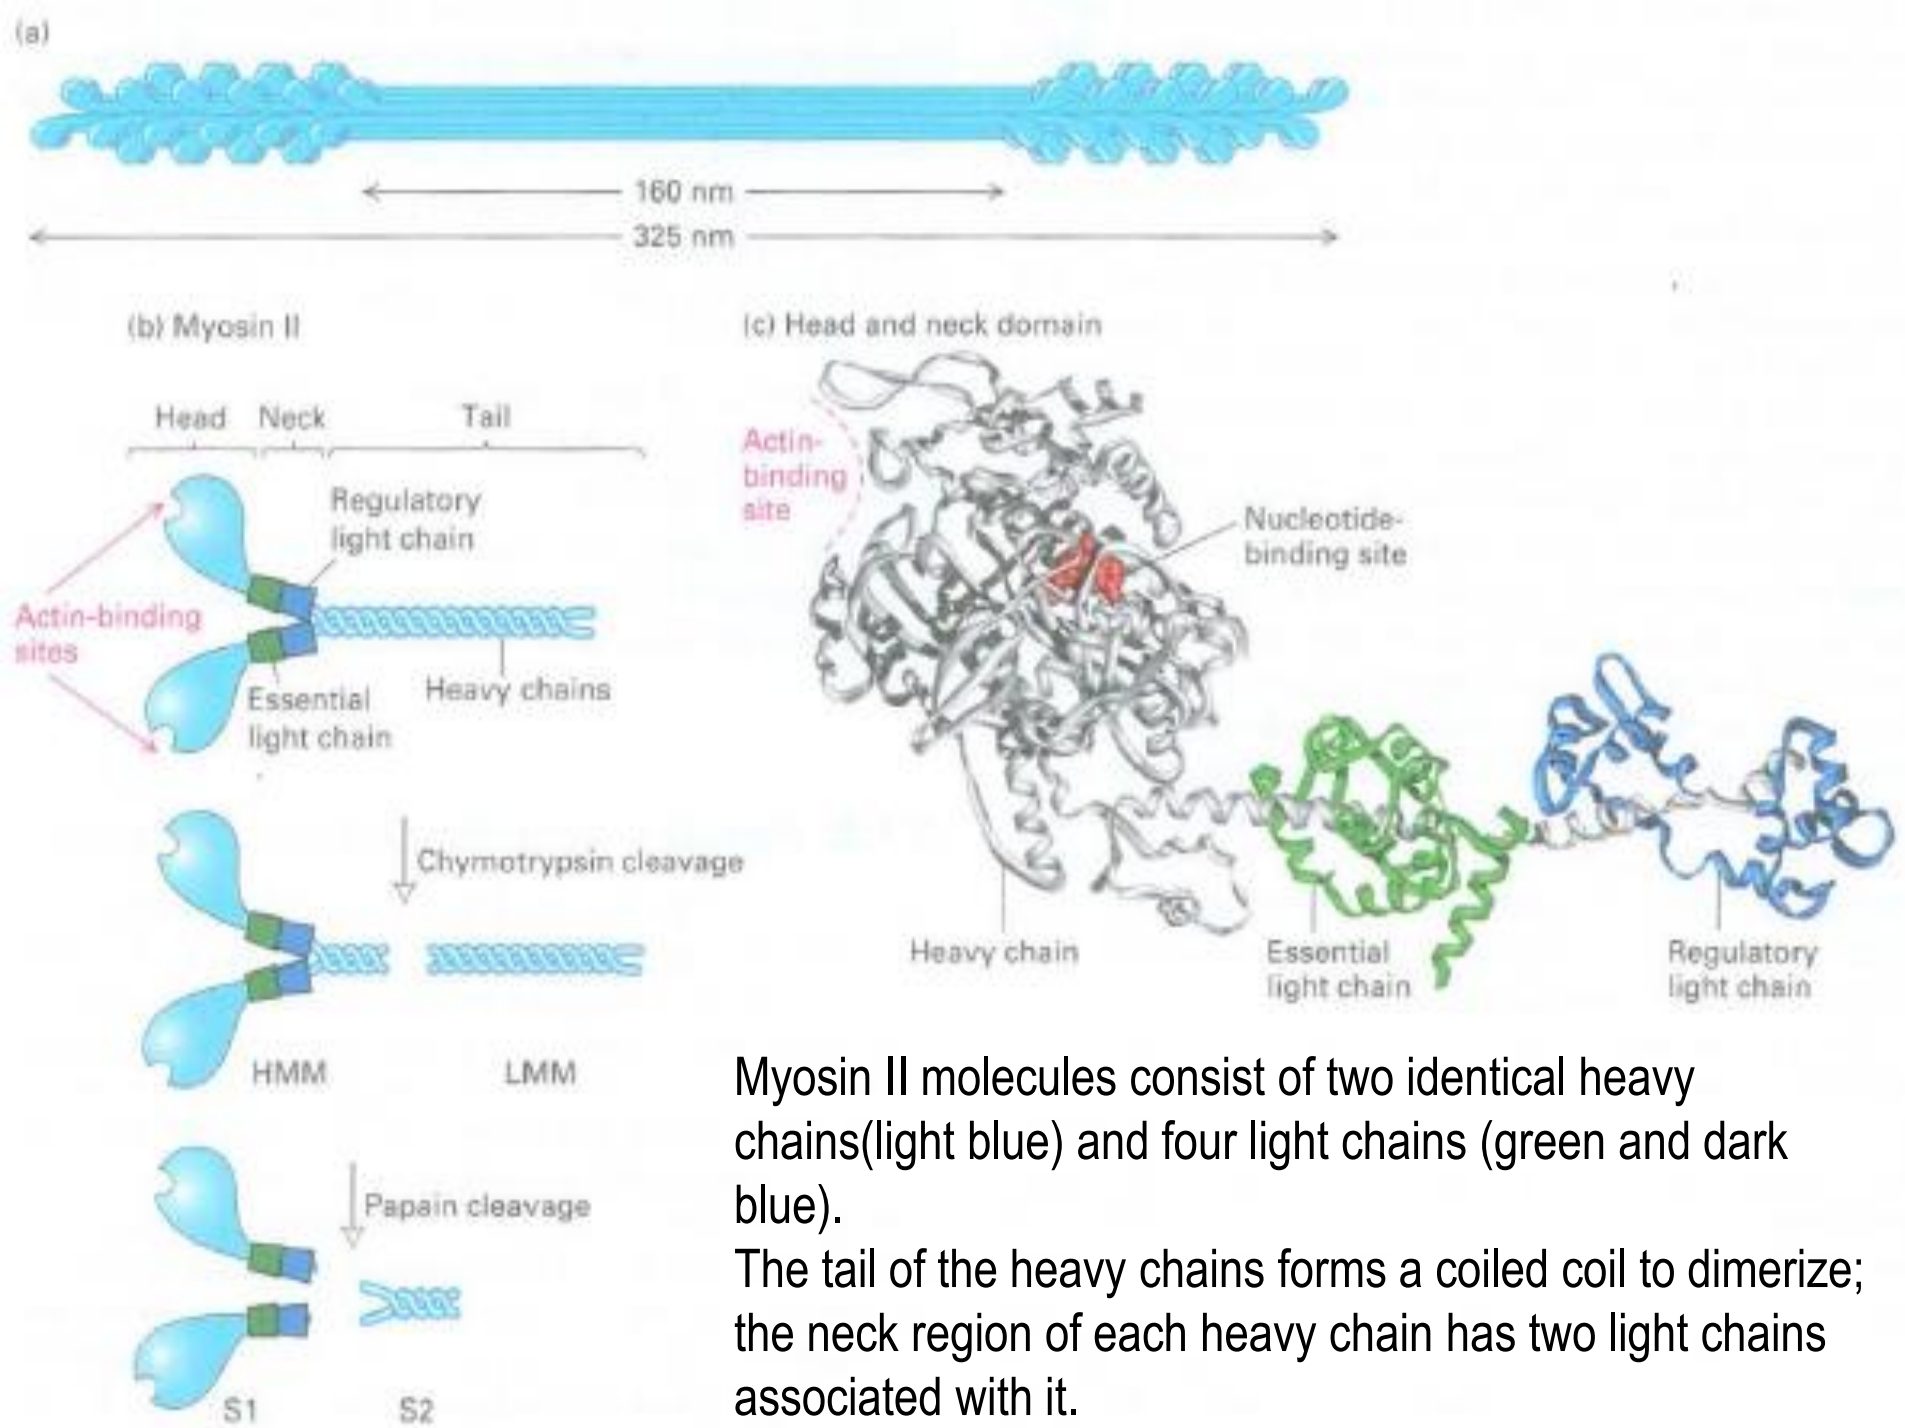 (a)
160 nm
325 nm
(b) Myosin II
Head Neck Tail
Regulatory
light chain
Actin-binding
sites
Essential
light chain
Heavy chains
Chymotrypsin cleavage
HMM LMM
Papain cleavage
S1 S2
(c) Head and neck domain
Actin-
binding
site
Nucleotide-
binding site
Heavy chain
Essential
light chain
Regulatory
light chain
Myosin II molecules consist of two identical heavy
chains(light blue) and four light chains (green and dark
blue).
The tail of the heavy chains forms a coiled coil to dimerize;
the neck region of each heavy chain has two light chains
associated with it.